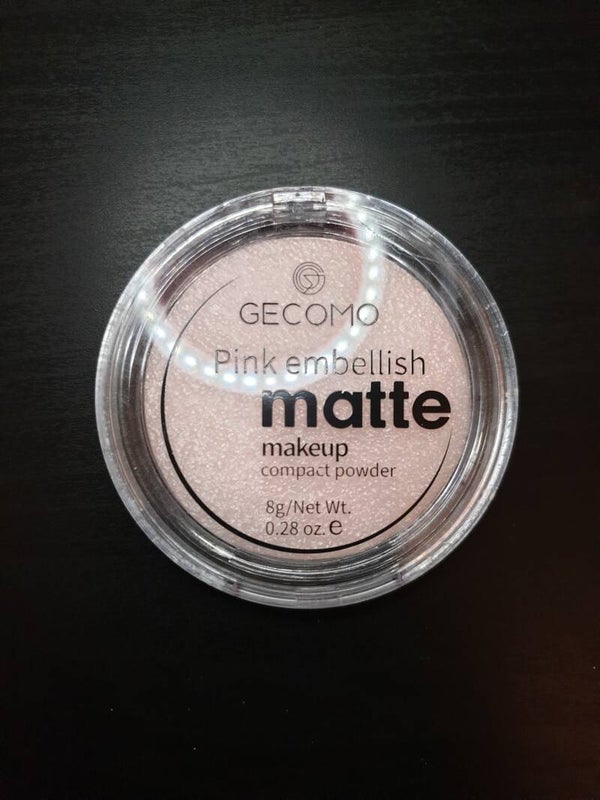 GECOMO
Pink embellish
matte
makeup
compact powder
8g/Net Wt.
0.28 oz. ℮